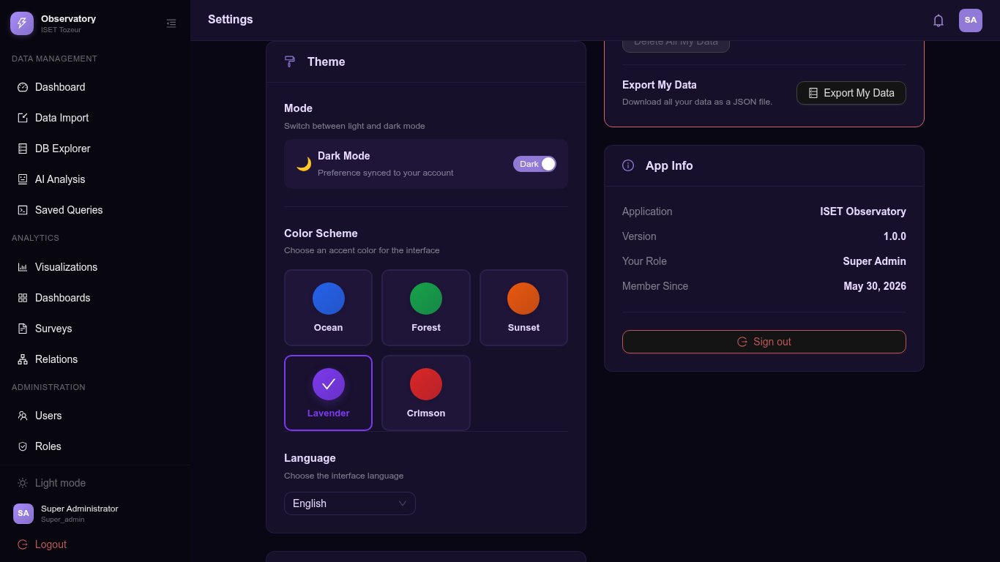 Observatory
ISET Tozeur
DATA MANAGEMENT
Dashboard
Data Import
DB Explorer
AI Analysis
Saved Queries
ANALYTICS
Visualizations
Dashboards
Surveys
Relations
ADMINISTRATION
Users
Roles
Light mode
SA
Super Administrator
Super_admin
Logout
Settings
SA
Theme
Mode
Switch between light and dark mode
Dark Mode
Preference synced to your account
Dark
Color Scheme
Choose an accent color for the interface
Ocean
Forest
Sunset
Lavender
Crimson
Language
Choose the interface language
English
Delete All My Data
Export My Data
Download all your data as a JSON file.
Export My Data
App Info
Application
ISET Observatory
Version
1.0.0
Your Role
Super Admin
Member Since
May 30, 2026
Sign out